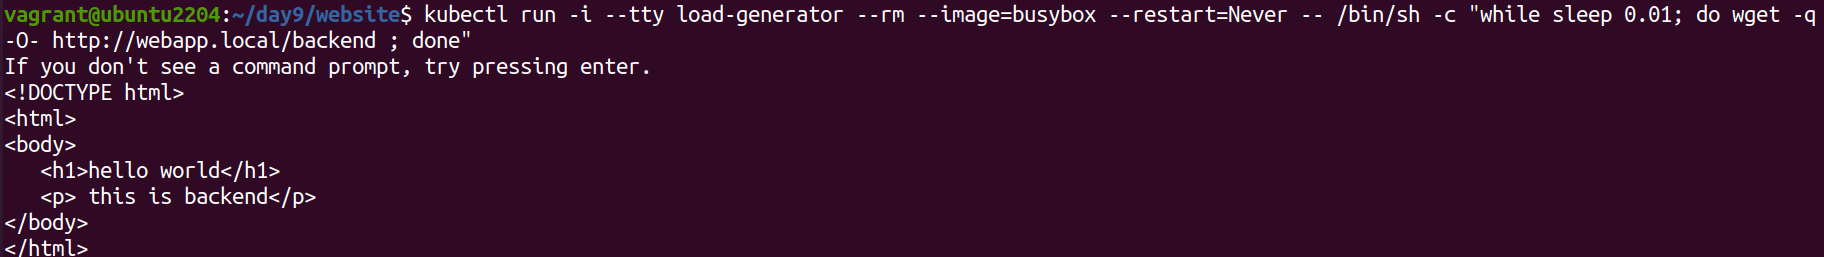 vagrant@ubuntu2204:~/day9/website$ kubectl run -i --tty load-generator --rm --image=busybox --restart=Never -- /bin/sh -c "while sleep 0.01; do wget -q
-O- http://webapp.local/backend ; done"
If you don't see a command prompt, try pressing enter.
<!DOCTYPE html>
<html>
<body>
   <h1>hello world</h1>
   <p> this is backend</p>
</body>
</html>